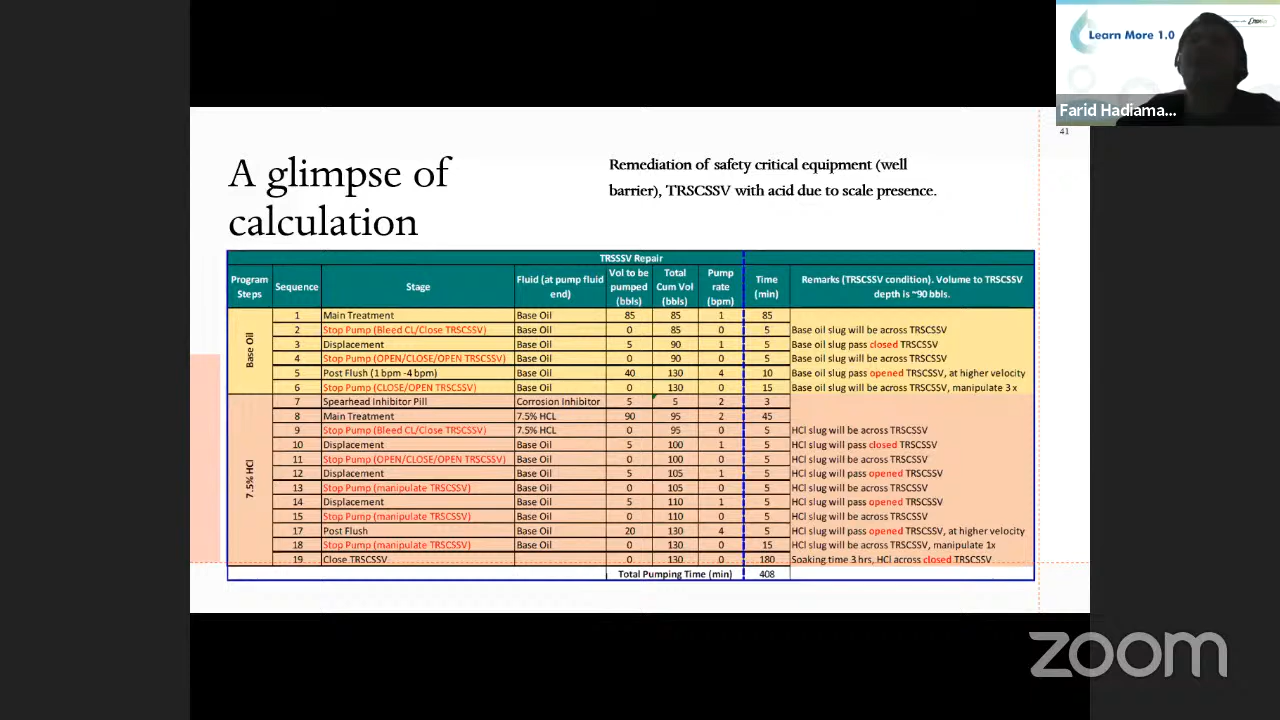 Learn More 1.0
Farid Hadiama...
41
A glimpse of
calculation
Remediation of safety critical equipment (well
barrier), TRSCSSV with acid due to scale presence.
TRSSSV Repair
Program Steps Sequence Stage Fluid (at pump fluid end) Vol to be pumped (bbls) Total Cum Vol (bbls) Pump rate (bpm) Time (min) Remarks (TRSCSSV condition). Volume to TRSCSSV depth is ~90 bbls.
Base Oil
1 Main Treatment Base Oil 85 85 1 85
2 Stop Pump (Bleed CL/Close TRSCSSV) Base Oil 0 85 0 5 Base oil slug will be across TRSCSSV
3 Displacement Base Oil 5 90 1 5 Base oil slug pass closed TRSCSSV
4 Stop Pump (OPEN/CLOSE/OPEN TRSCSSV) Base Oil 0 90 0 5 Base oil slug will be across TRSCSSV
5 Post Flush (1 bpm -4 bpm) Base Oil 40 130 4 10 Base oil slug pass opened TRSCSSV, at higher velocity
6 Stop Pump (CLOSE/OPEN TRSCSSV) Base Oil 0 130 0 15 Base oil slug will be across TRSCSSV, manipulate 3 x
7.5% HCl
7 Spearhead Inhibitor Pill Corrosion Inhibitor 5 5 2 3
8 Main Treatment 7.5% HCL 90 95 2 45
9 Stop Pump (Bleed CL/Close TRSCSSV) 7.5% HCL 0 95 0 5 HCl slug will be across TRSCSSV
10 Displacement Base Oil 5 100 1 5 HCl slug will pass closed TRSCSSV
11 Stop Pump (OPEN/CLOSE/OPEN TRSCSSV) Base Oil 0 100 0 5 HCl slug will be across TRSCSSV
12 Displacement Base Oil 5 105 1 5 HCl slug will pass opened TRSCSSV
13 Stop Pump (manipulate TRSCSSV) Base Oil 0 105 0 5 HCl slug will be across TRSCSSV
14 Displacement Base Oil 5 110 1 5 HCl slug will pass opened TRSCSSV
15 Stop Pump (manipulate TRSCSSV) Base Oil 0 110 0 5 HCl slug will be across TRSCSSV
17 Post Flush Base Oil 20 130 4 5 HCl slug will pass opened TRSCSSV, at higher velocity
18 Stop Pump (manipulate TRSCSSV) Base Oil 0 130 0 15 HCl slug will be across TRSCSSV, manipulate 1x
19 Close TRSCSSV 0 130 0 180 Soaking time 3 hrs, HCl across closed TRSCSSV
Total Pumping Time (min) 408
zoom